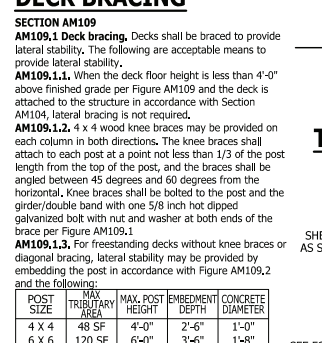 DECK BRACING
SECTION AM109
AM109.1 Deck bracing. Decks shall be braced to provide
lateral stability. The following are acceptable means to
provide lateral stability.
AM109.1.1. When the deck floor height is less than 4'-0"
above finished grade per Figure AM109 and the deck is
attached to the structure in accordance with Section
AM104, lateral bracing is not required.
AM109.1.2. 4 x 4 wood knee braces may be provided on
each column in both directions. The knee braces shall
attach to each post at a point not less than 1/3 of the post
length from the top of the post, and the braces shall be
angled between 45 degrees and 60 degrees from the
horizontal. Knee braces shall be bolted to the post and the
girder/double band with one 5/8 inch hot dipped
galvanized bolt with nut and washer at both ends of the
brace per Figure AM109.1
AM109.1.3. For freestanding decks without knee braces or
diagonal bracing, lateral stability may be provided by
embedding the post in accordance with Figure AM109.2
and the following:
POST SIZE MAX TRIBUTARY AREA MAX. POST HEIGHT EMBEDMENT DEPTH CONCRETE DIAMETER
4 X 4 48 SF 4'-0" 2'-6" 1'-0"
6 X 6 120 SF 6'-0" 3'-6" 1'-8"
SHE
AS S